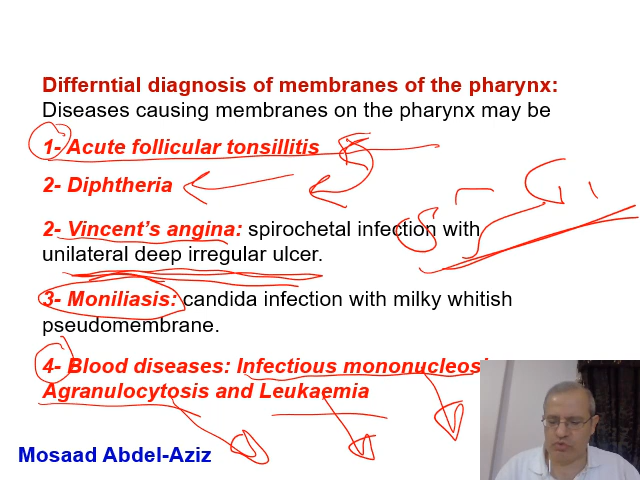 Differntial diagnosis of membranes of the pharynx:
Diseases causing membranes on the pharynx may be
1- Acute follicular tonsillitis
2- Diphtheria
2- Vincent's angina: spirochetal infection with
unilateral deep irregular ulcer.
3- Moniliasis: candida infection with milky whitish
pseudomembrane.
4- Blood diseases: Infectious mononucleosi
Agranulocytosis and Leukaemia
Mosaad Abdel-Aziz